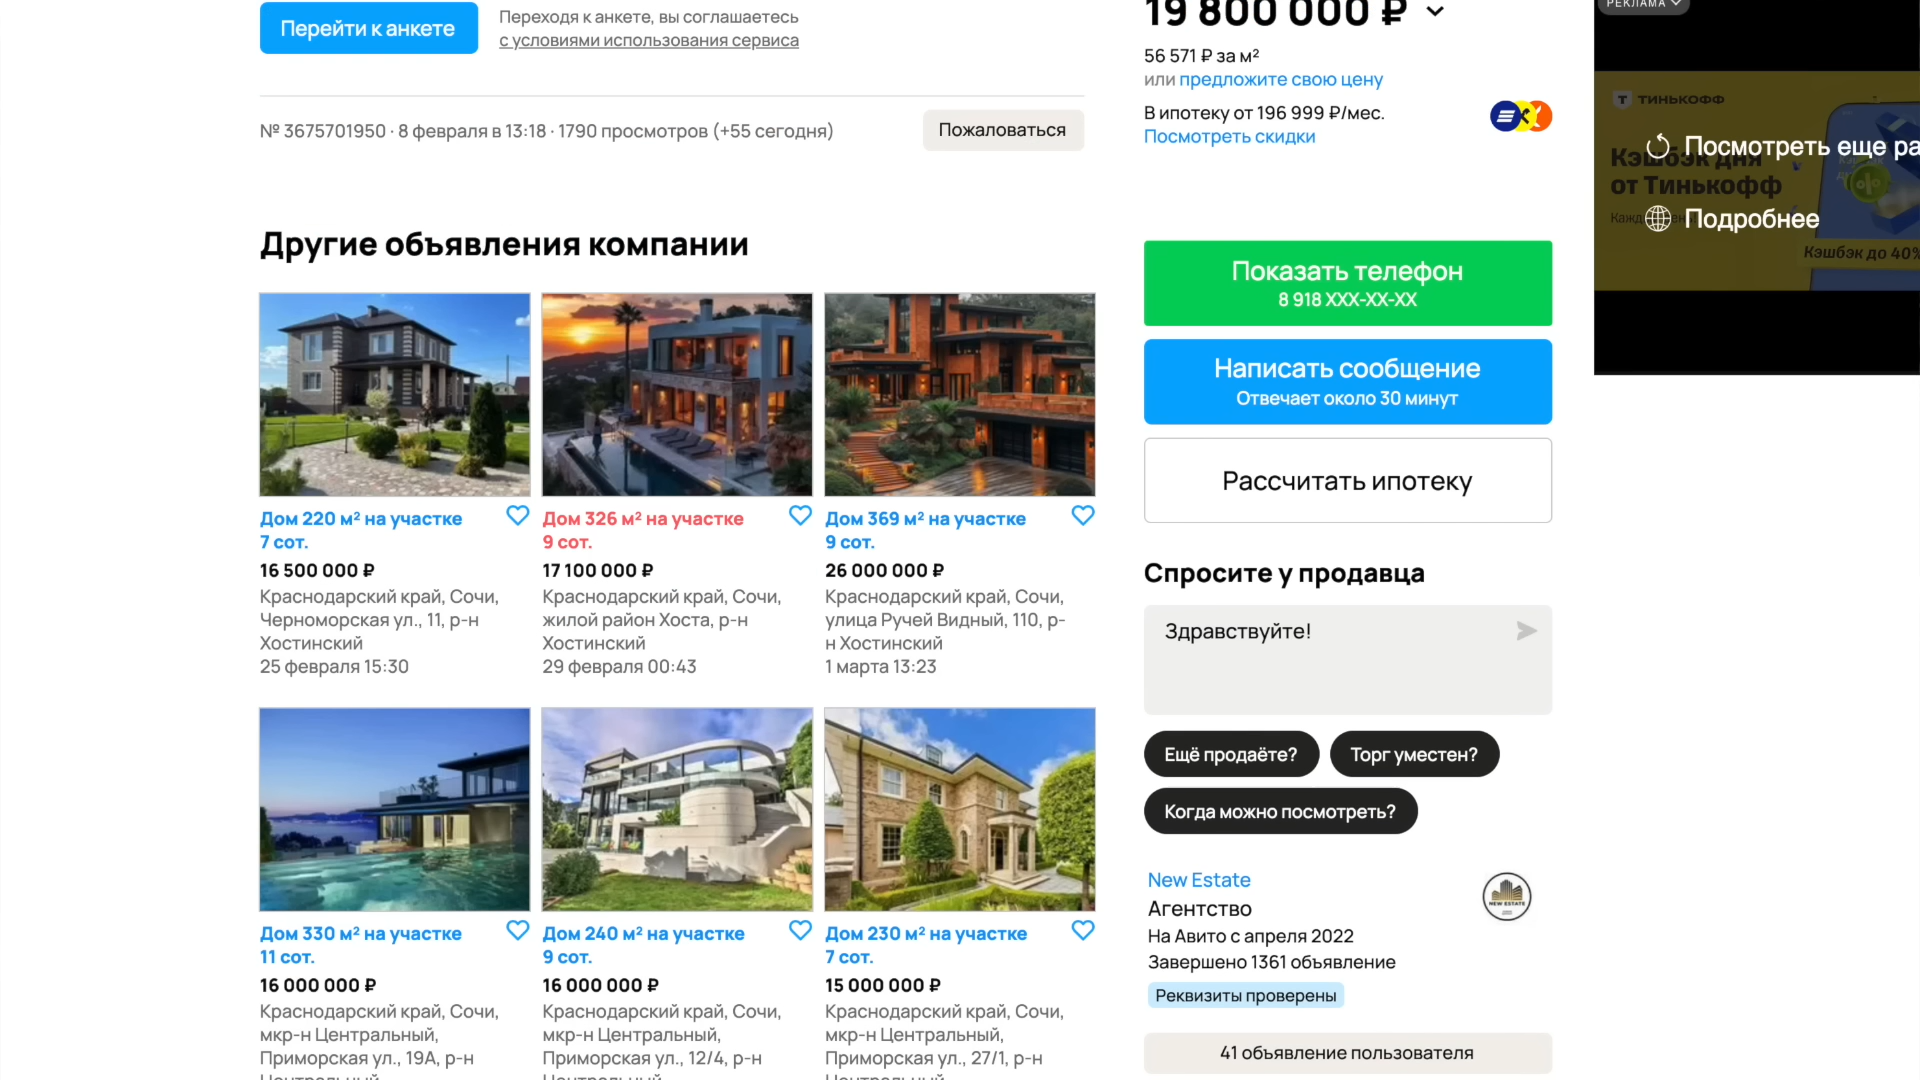 Перейти к анкете
Переходя к анкете, вы соглашаетесь
с условиями использования сервиса
№ 3675701950 · 8 февраля в 13:18 · 1790 просмотров (+55 сегодня)
Пожаловаться
Другие объявления компании
Дом 220 м² на участке
7 сот.
16 500 000 ₽
Краснодарский край, Сочи,
Черноморская ул., 11, р-н
Хостинский
25 февраля 15:30
Дом 326 м² на участке
9 сот.
17 100 000 ₽
Краснодарский край, Сочи,
жилой район Хоста, р-н
Хостинский
29 февраля 00:43
Дом 369 м² на участке
9 сот.
26 000 000 ₽
Краснодарский край, Сочи,
улица Ручей Видный, 110, р-
н Хостинский
1 марта 13:23
Дом 330 м² на участке
11 сот.
16 000 000 ₽
Краснодарский край, Сочи,
мкр-н Центральный,
Приморская ул., 19А, р-н
Центральный
Дом 240 м² на участке
9 сот.
16 000 000 ₽
Краснодарский край, Сочи,
мкр-н Центральный,
Приморская ул., 12/4, р-н
Центральный
Дом 230 м² на участке
7 сот.
15 000 000 ₽
Краснодарский край, Сочи,
мкр-н Центральный,
Приморская ул., 27/1, р-н
Центральный
19 800 000 ₽
56 571 ₽ за м²
или предложите свою цену
В ипотеку от 196 999 ₽/мес.
Посмотреть скидки
Показать телефон
8 918 XXX-XX-XX
Написать сообщение
Отвечает около 30 минут
Рассчитать ипотеку
Спросите у продавца
Здравствуйте!
Ещё продаёте?
Торг уместен?
Когда можно посмотреть?
New Estate
Агентство
На Авито с апреля 2022
Завершено 1361 объявление
Реквизиты проверены
NEW ESTATE
41 объявление пользователя
РЕКЛАМА
ТИНЬКОФФ
Посмотреть еще ра
Кэшбэк дня
от Тинькофф
Подробнее
Кэшбэк до 40%